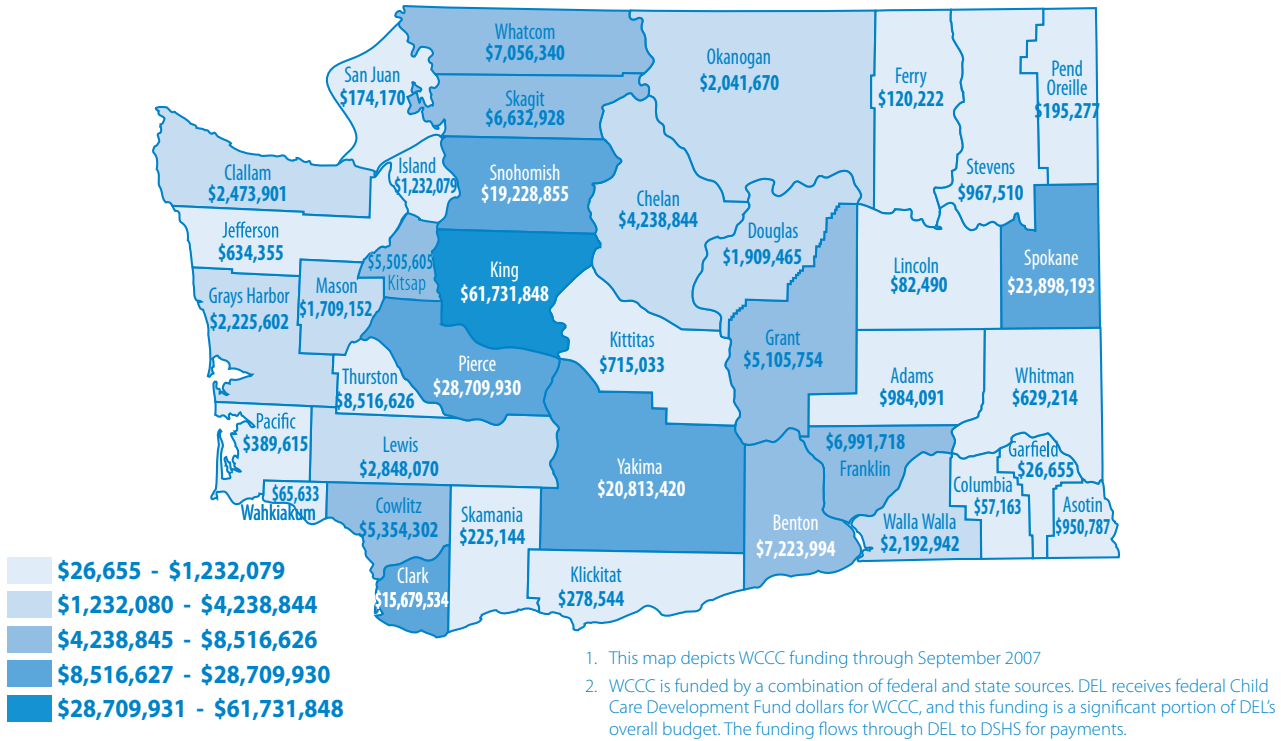 Whatcom
$7,056,340
Okanogan
$2,041,670
San Juan
$174,170
Ferry
$120,222
Pend
Oreille
$195,277
Skagit
$6,632,928
Stevens
$967,510
Clallam
$2,473,901
Island
$1,232,079
Snohomish
$19,228,855
Chelan
$4,238,844
Douglas
$1,909,465
Jefferson
$634,355
$5,505,605
Kitsap
King
$61,731,848
Lincoln
$82,490
Spokane
$23,898,193
Grays Harbor
$2,225,602
Mason
$1,709,152
Kittitas
$715,033
Grant
$5,105,754
Pierce
$28,709,930
Thurston
$8,516,626
Adams
$984,091
Whitman
$629,214
Pacific
$389,615
Lewis
$2,848,070
Yakima
$20,813,420
$6,991,718
Franklin
Garfield
$26,655
Columbia
$57,163
Asotin
$950,787
$65,633
Wahkiakum
Cowlitz
$5,354,302
Skamania
$225,144
Benton
$7,223,994
Walla Walla
$2,192,942
Clark
$15,679,534
Klickitat
$278,544
$26,655 - $1,232,079
$1,232,080 - $4,238,844
$4,238,845 - $8,516,626
$8,516,627 - $28,709,930
$28,709,931 - $61,731,848
1. This map depicts WCCC funding through September 2007
2. WCCC is funded by a combination of federal and state sources. DEL receives federal Child
Care Development Fund dollars for WCCC, and this funding is a significant portion of DEL's
overall budget. The funding flows through DEL to DSHS for payments.